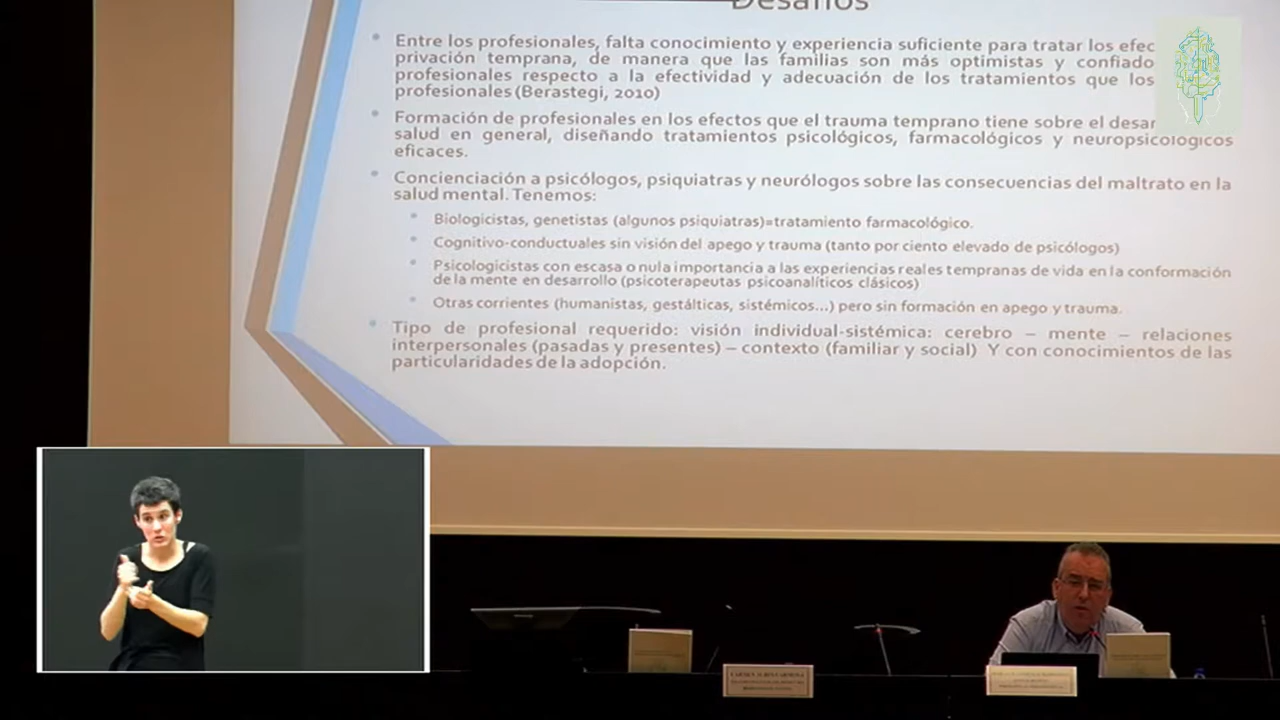 Desafíos
Entre los profesionales, falta conocimiento y experiencia suficiente para tratar los efec
privación temprana, de manera que las familias son más optimistas y confiado
profesionales respecto a la efectividad y adecuación de los tratamientos que los
profesionales (Berastegi, 2010)
Formación de profesionales en los efectos que el trauma temprano tiene sobre el desar
salud en general, diseñando tratamientos psicológicos, farmacológicos y neuropsicológicos
eficaces.
Concienciación a psicólogos, psiquiatras y neurólogos sobre las consecuencias del maltrato en la
salud mental. Tenemos:
Biologicistas, genetistas (algunos psiquiatras)=tratamiento farmacológico.
Cognitivo-conductuales sin visión del apego y trauma (tanto por ciento elevado de psicólogos)
Psicologicistas con escasa o nula importancia a las experiencias reales tempranas de vida en la conformación
de la mente en desarrollo (psicoterapeutas psicoanalíticos clásicos)
Otras corrientes (humanistas, gestálticas, sistémicos...) pero sin formación en apego y trauma.
Tipo de profesional requerido: visión individual-sistémica: cerebro – mente – relaciones
interpersonales (pasadas y presentes) – contexto (familiar y social) Y con conocimientos de las
particularidades de la adopción.